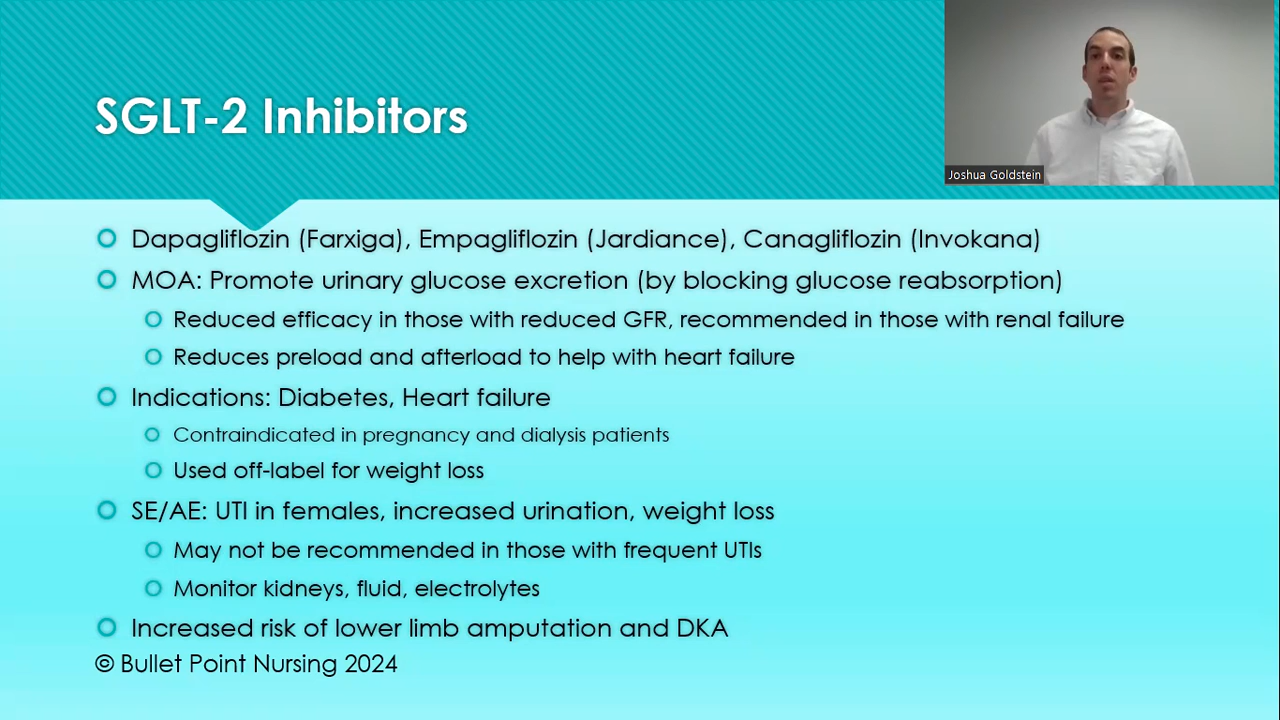 SGLT-2 Inhibitors
Joshua Goldstein
Dapagliflozin (Farxiga), Empagliflozin (Jardiance), Canagliflozin (Invokana)
MOA: Promote urinary glucose excretion (by blocking glucose reabsorption)
Reduced efficacy in those with reduced GFR, recommended in those with renal failure
Reduces preload and afterload to help with heart failure
Indications: Diabetes, Heart failure
Contraindicated in pregnancy and dialysis patients
Used off-label for weight loss
SE/AE: UTI in females, increased urination, weight loss
May not be recommended in those with frequent UTIs
Monitor kidneys, fluid, electrolytes
Increased risk of lower limb amputation and DKA
© Bullet Point Nursing 2024